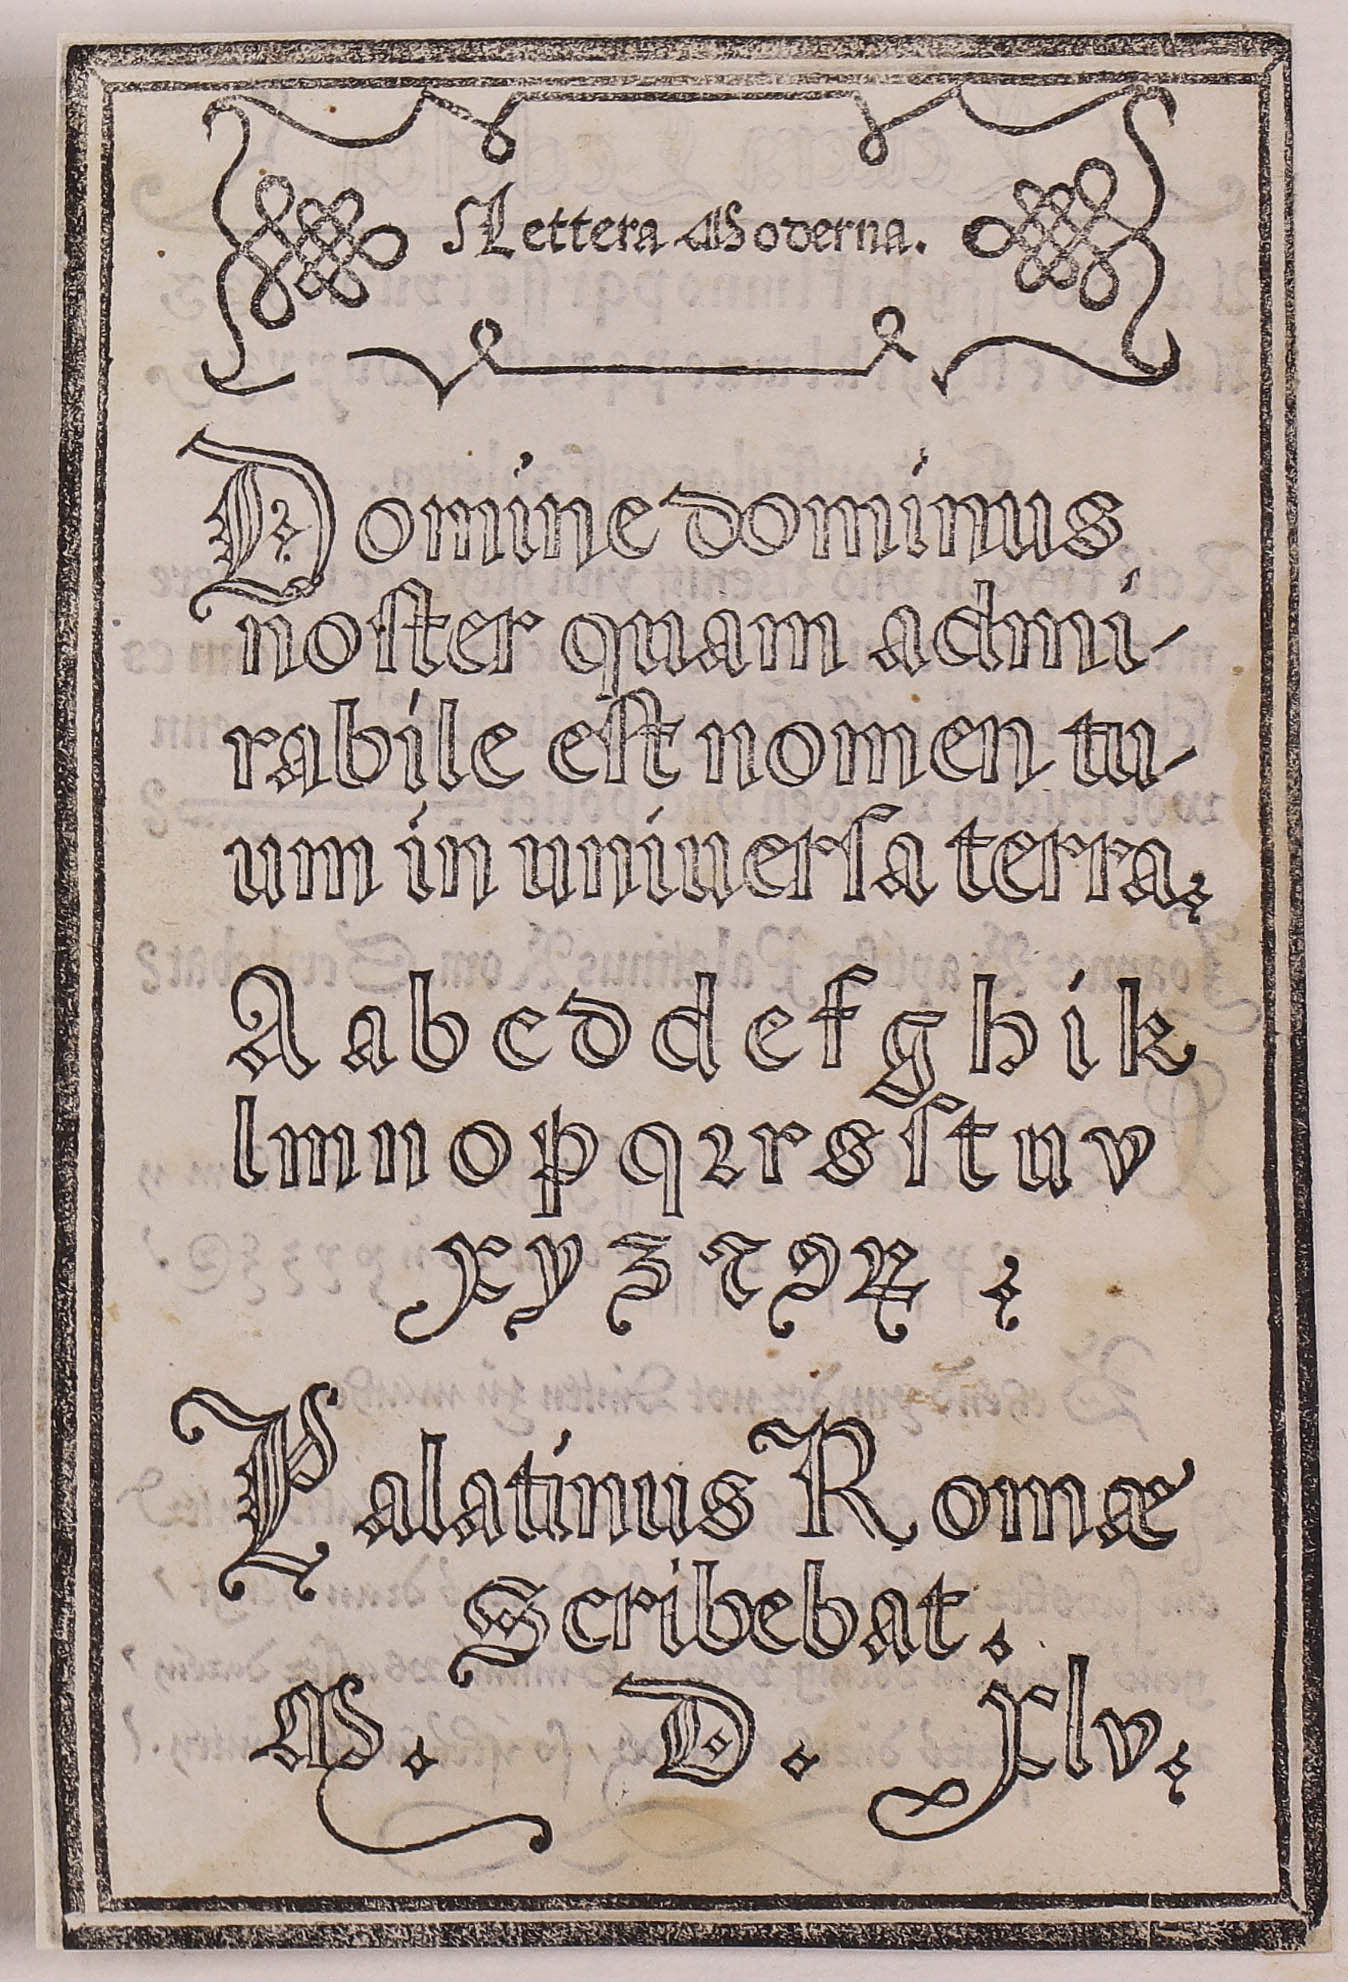 Lettera Moderna.
Domine dominus
noſter quam admi-
rabile eſt nomen tu-
um in uniuerſa terra;
A a b c d d e f g h i k
l m n o p q ꝛ r s ſ t u v
x y z ꝯ ꝝ ;
Palatinus Romæ
Scribebat.
M. D. xlv;